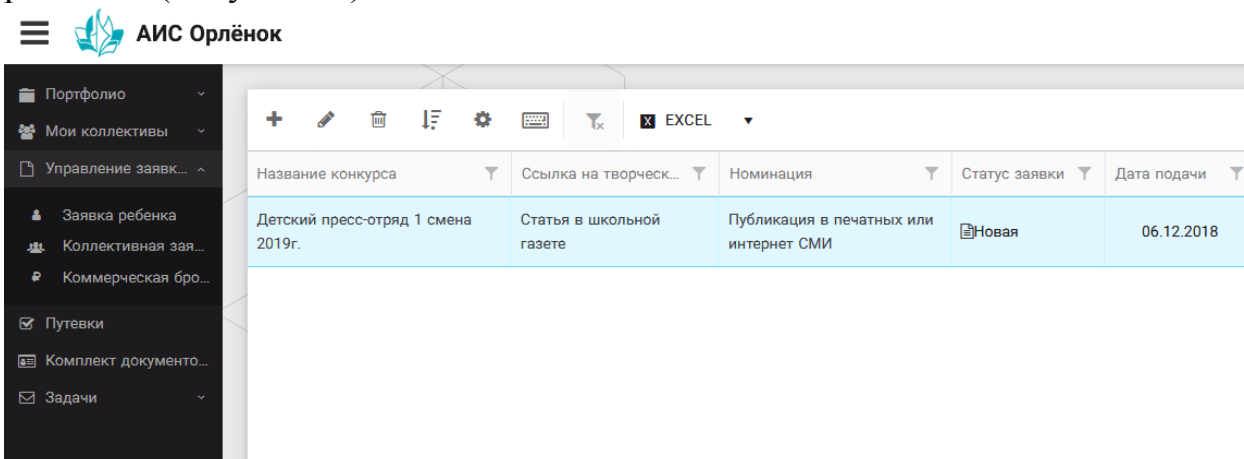 АИС Орлёнок
Портфолио
Мои коллективы
Управление заявк...
Заявка ребенка
Коллективная зая...
Коммерческая бро...
Путевки
Комплект документо...
Задачи
EXCEL
Название конкурса
Ссылка на творческ...
Номинация
Статус заявки
Дата подачи
Детский пресс-отряд 1 смена
2019г.
Статья в школьной
газете
Публикация в печатных или
интернет СМИ
Новая
06.12.2018